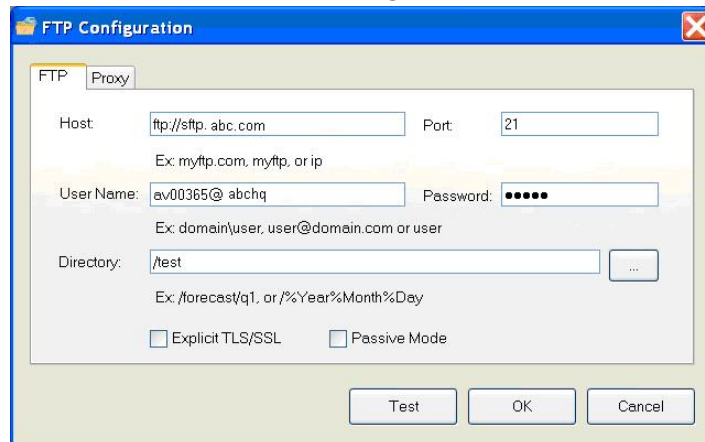 FTP Configuration
FTP Proxy
Host: ftp://sftp. abc.com Port: 21
Ex: myftp.com, myftp, or ip
User Name: av00365@ abchq Password: •••••
Ex: domain\user, user@domain.com or user
Directory: /test ...
Ex: /forecast/q1, or /%Year%Month%Day
Explicit TLS/SSL Passive Mode
Test OK Cancel